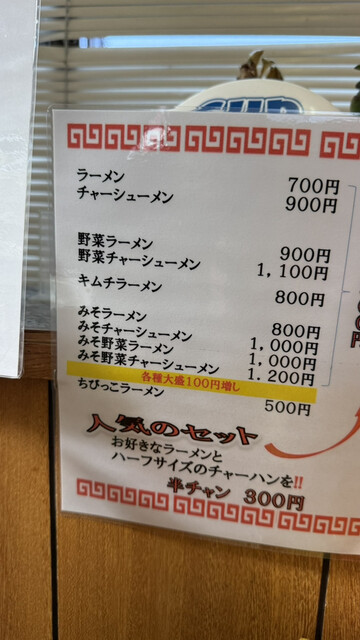 ラーメン 700円
チャーシューメン 900円
野菜ラーメン 900円
野菜チャーシューメン 1,100円
キムチラーメン 800円
みそラーメン 800円
みそチャーシューメン 1,000円
みそ野菜ラーメン 1,000円
みそ野菜チャーシューメン 1.200円
各種大盛100円増し
ちびっこラーメン 500円
人気のセット
お好きなラーメンと
ハーフサイズのチャーハンを!!
半チャン 300円